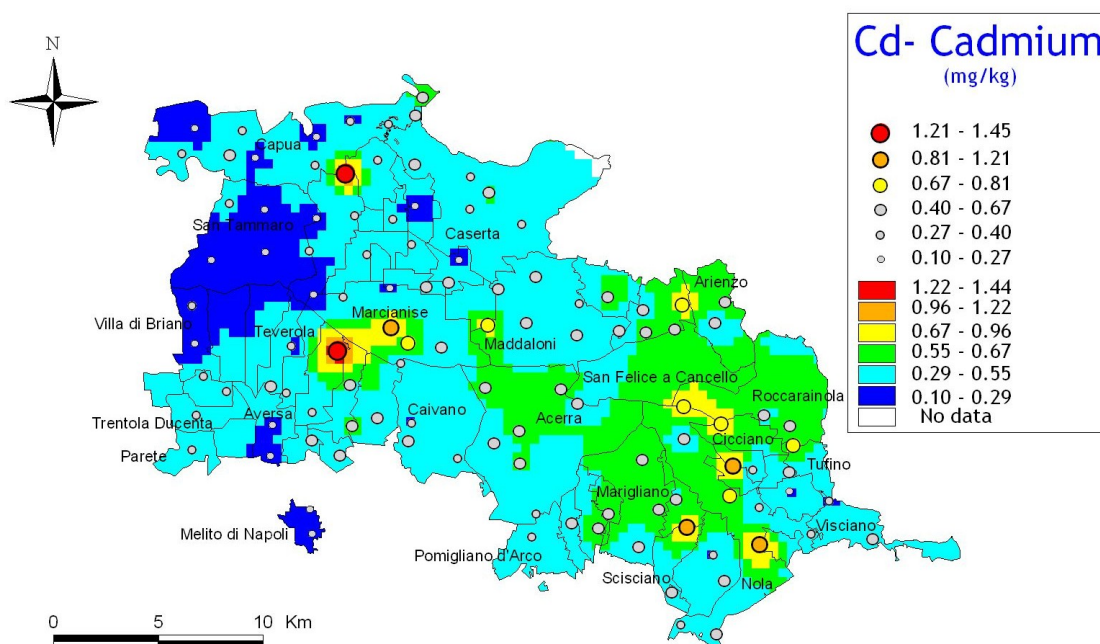 Cd- Cadmium
(mg/kg)
1.21 - 1.45
0.81 - 1.21
0.67 - 0.81
0.40 - 0.67
0.27 - 0.40
0.10 - 0.27
1.22 - 1.44
0.96 - 1.22
0.67 - 0.96
0.55 - 0.67
0.29 - 0.55
0.10 - 0.29
No data
N
Capua
San Tammaro
Caserta
Arienzo
Villa di Briano
Marcianise
Teverola
Maddaloni
San Felice a Cancello
Roccarainola
Trentola Ducenta
Aversa
Caivano
Acerra
Cicciano
Parete
Tufino
Marigliano
Melito di Napoli
Visciano
Pomigliano d'Arco
Scisciano
Nola
0 5 10 Km